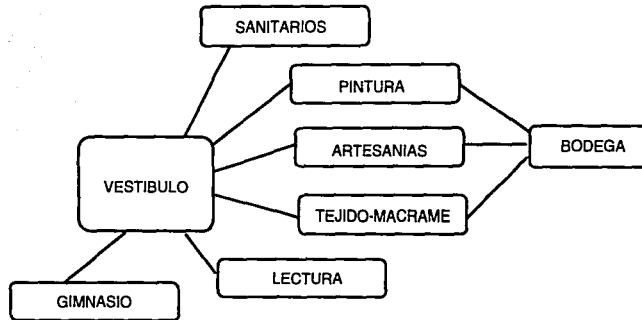 SANITARIOS
PINTURA
ARTESANIAS
BODEGA
VESTIBULO
TEJIDO-MACRAME
LECTURA
GIMNASIO